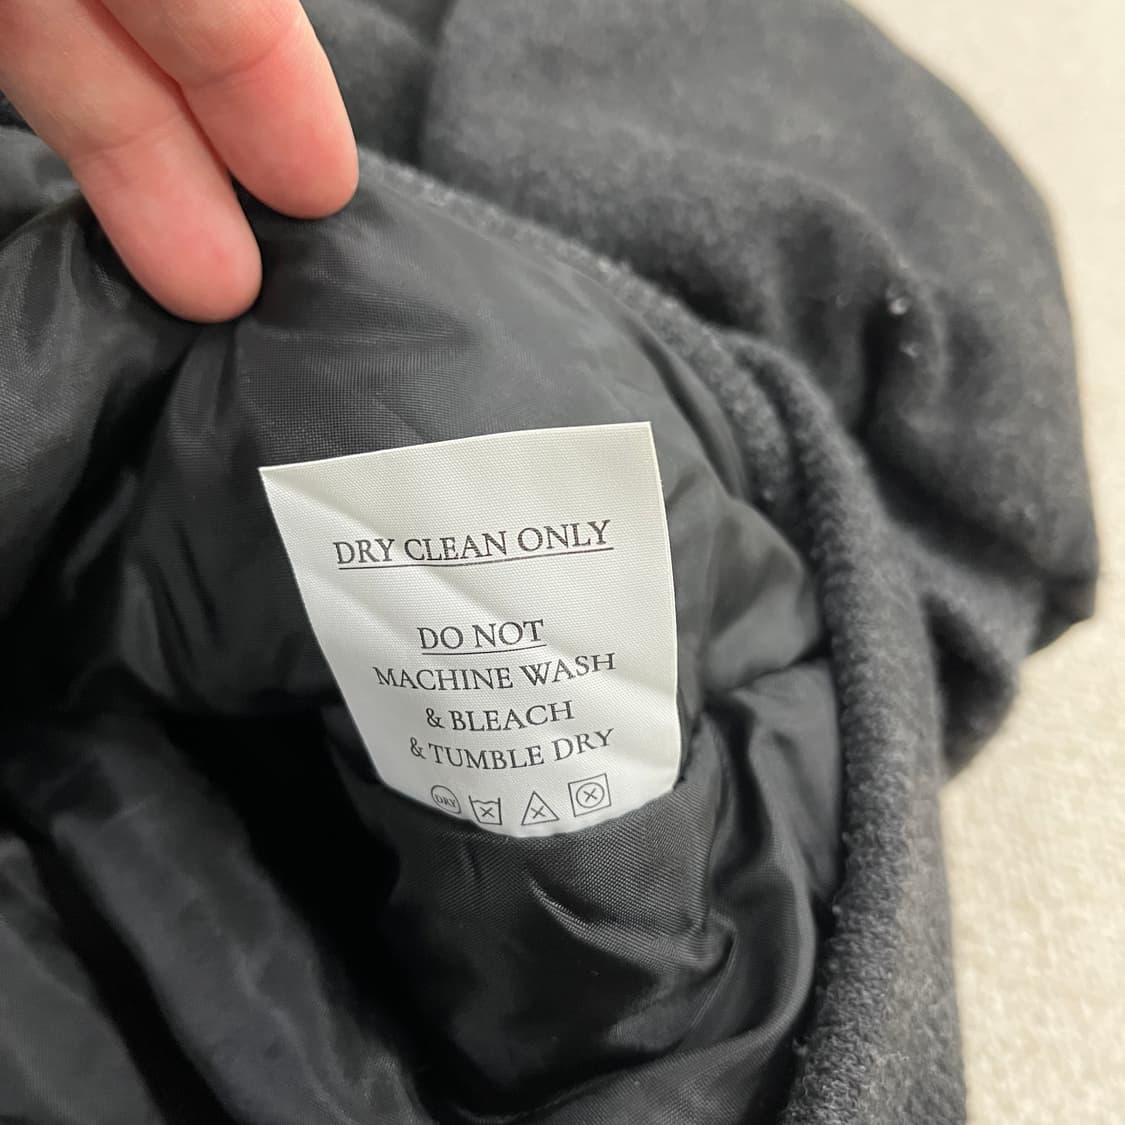 DRY CLEAN ONLY
DO NOT
MACHINE WASH
& BLEACH
& TUMBLE DRY
DRY